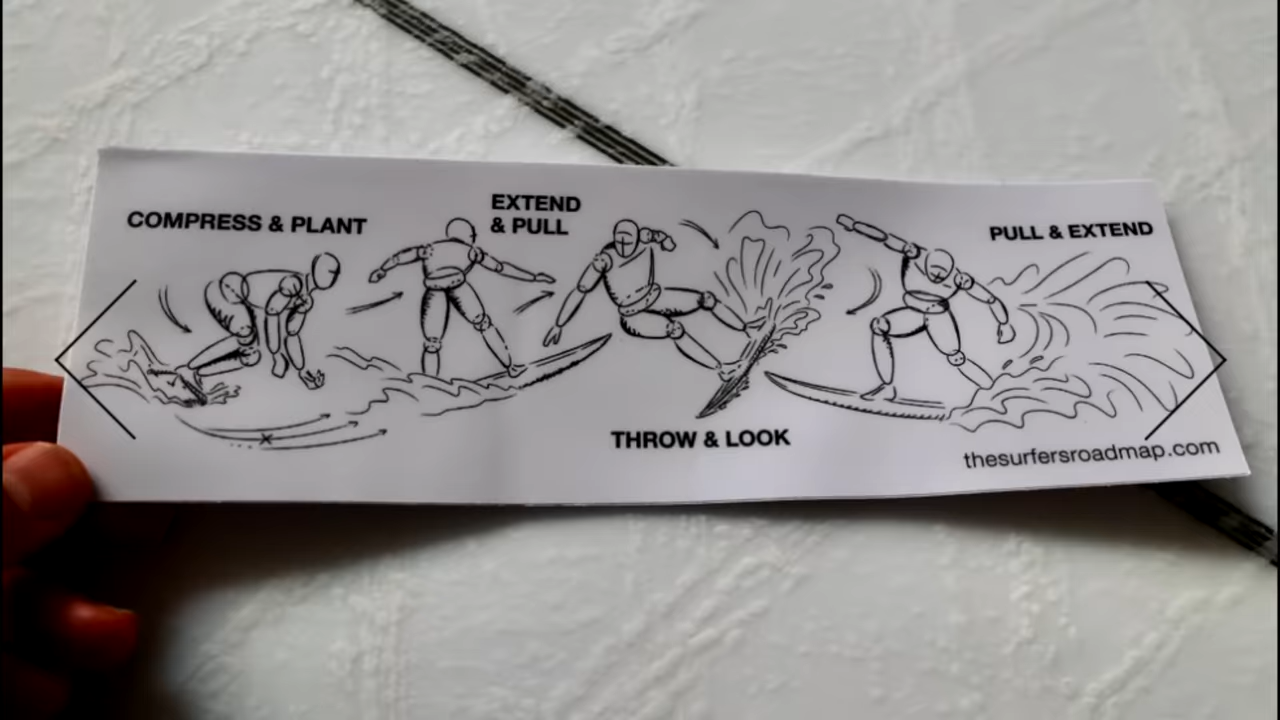 COMPRESS & PLANT
EXTEND
& PULL
THROW & LOOK
PULL & EXTEND
thesurfersroadmap.com